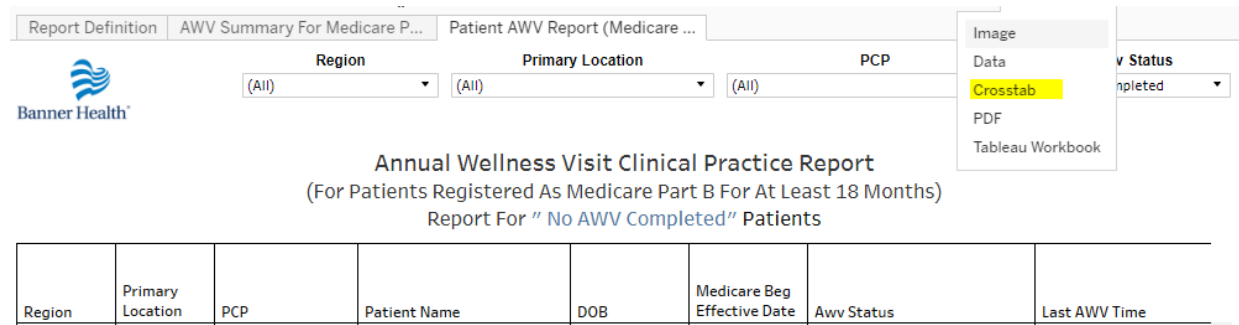 Report Definition
AWV Summary For Medicare P...
Patient AWV Report (Medicare ...
Image
Data
Crosstab
PDF
Tableau Workbook
Region
Primary Location
PCP
v Status
(All)
(All)
(All)
npleted
Banner Health
Annual Wellness Visit Clinical Practice Report
(For Patients Registered As Medicare Part B For At Least 18 Months)
Report For " No AWV Completed" Patients
Region
Primary
Location
PCP
Patient Name
DOB
Medicare Beg
Effective Date
Awv Status
Last AWV Time